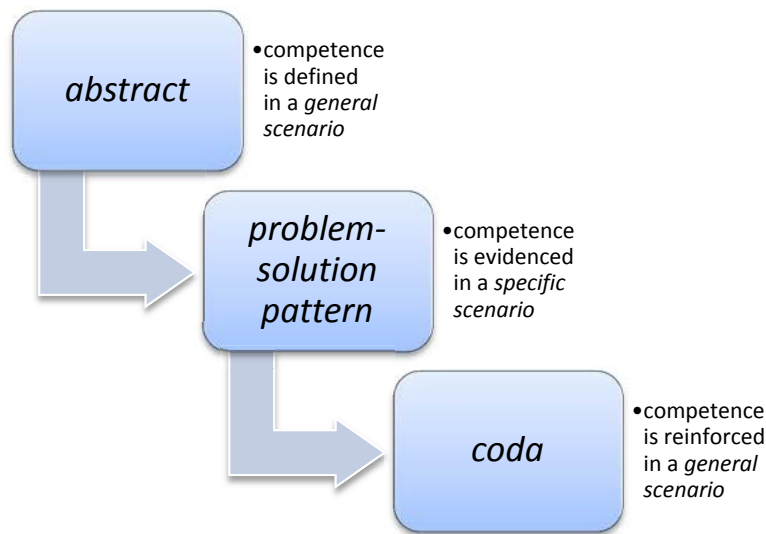 abstract
•competence
is defined
in a general
scenario
problem-
solution
pattern
•competence
is evidenced
in a specific
scenario
coda
•competence
is reinforced
in a general
scenario